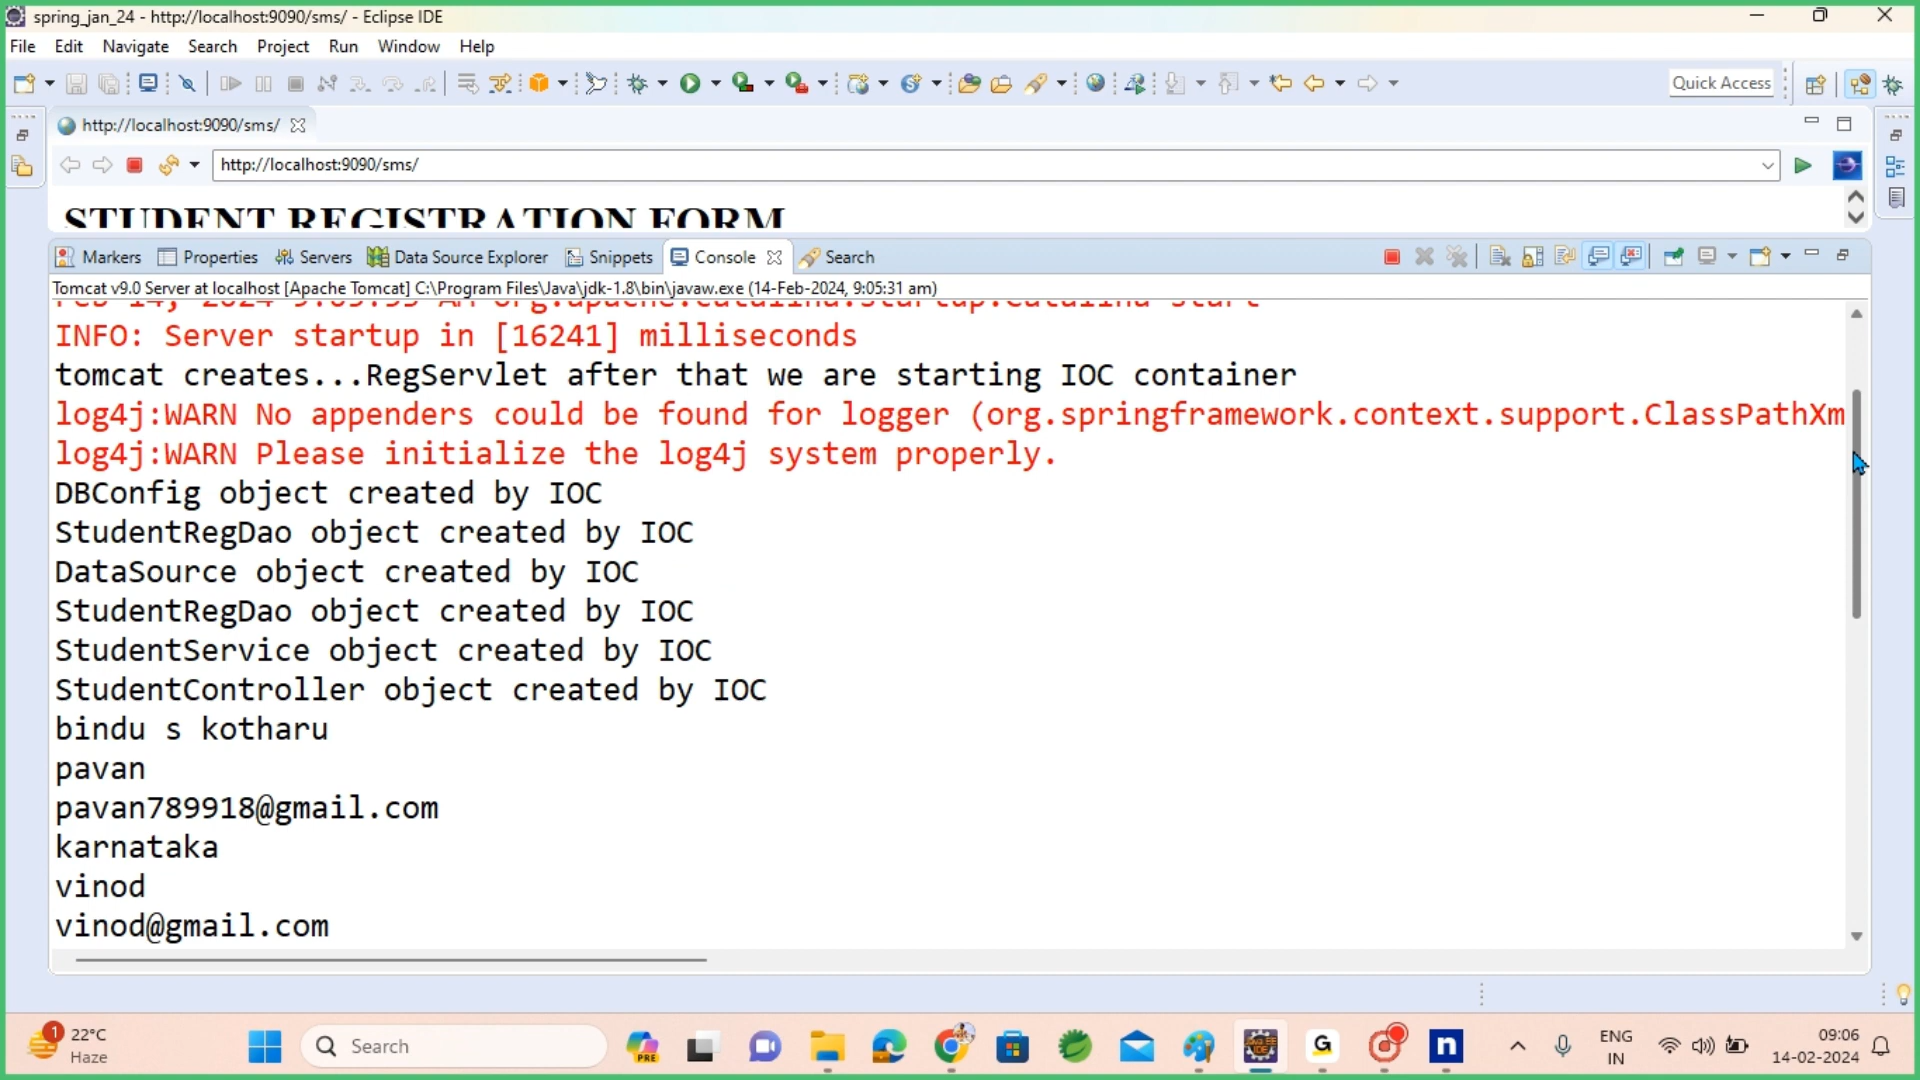 spring_jan_24 - http://localhost:9090/sms/ - Eclipse IDE
File Edit Navigate Search Project Run Window Help
Quick Access
http://localhost:9090/sms/
http://localhost:9090/sms/
STUDENT REGISTRATION FORM
Markers Properties Servers Data Source Explorer Snippets Console Search
Tomcat v9.0 Server at localhost [Apache Tomcat] C:\Program Files\Java\jdk-1.8\bin\javaw.exe (14-Feb-2024, 9:05:31 am)
INFO: Server startup in [16241] milliseconds
tomcat creates...RegServlet after that we are starting IOC container
log4j:WARN No appenders could be found for logger (org.springframework.context.support.ClassPathXm
log4j:WARN Please initialize the log4j system properly.
DBConfig object created by IOC
StudentRegDao object created by IOC
DataSource object created by IOC
StudentRegDao object created by IOC
StudentService object created by IOC
StudentController object created by IOC
bindu s kotharu
pavan
pavan789918@gmail.com
karnataka
vinod
vinod@gmail.com
1
22°C
Haze
Search
PRE
G
n
ENG
IN
09:06
14-02-2024